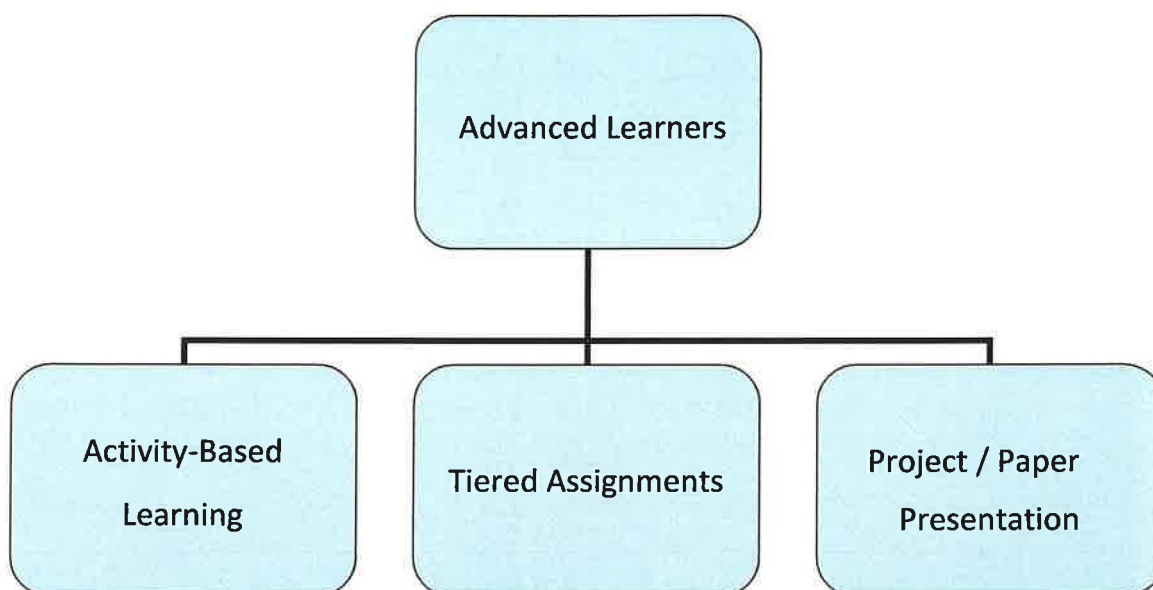 Advanced Learners
Activity-Based
Learning
Tiered Assignments
Project / Paper
Presentation